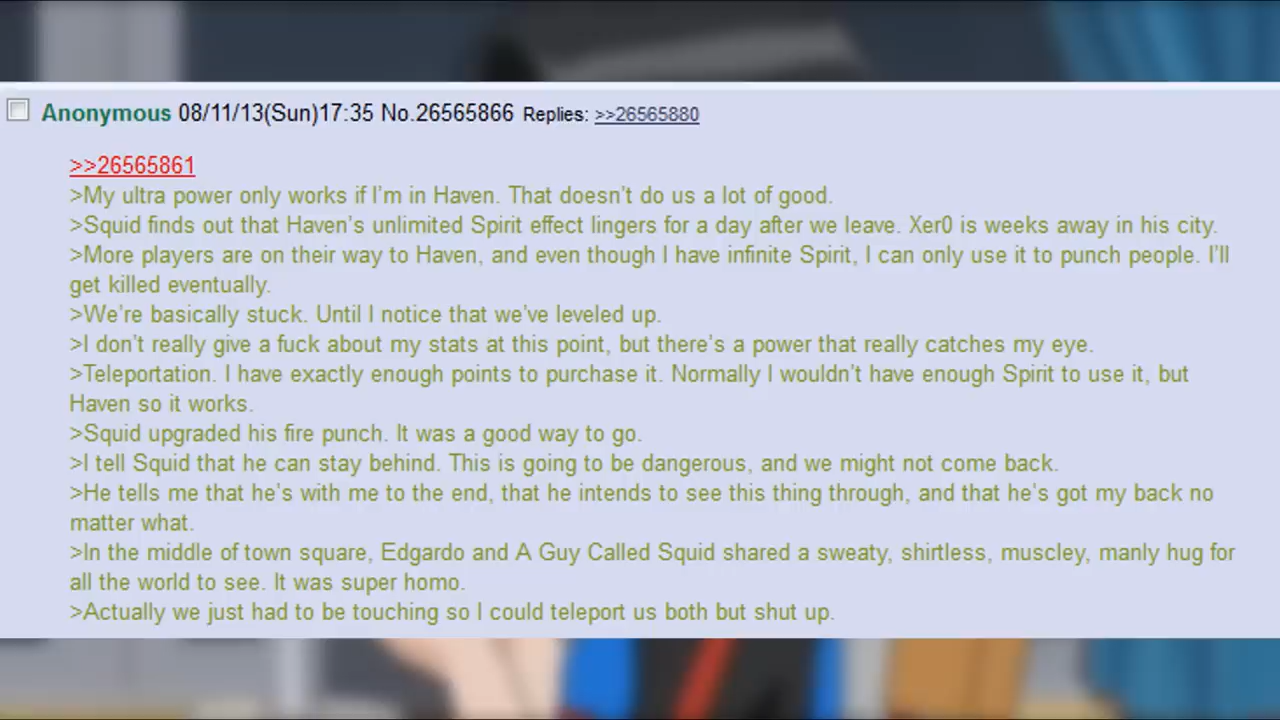 Anonymous 08/11/13(Sun)17:35 No.26565866 Replies: >>26565880
>>26565861
>My ultra power only works if I'm in Haven. That doesn't do us a lot of good.
>Squid finds out that Haven's unlimited Spirit effect lingers for a day after we leave. Xer0 is weeks away in his city.
>More players are on their way to Haven, and even though I have infinite Spirit, I can only use it to punch people. I'll
get killed eventually.
>We're basically stuck. Until I notice that we've leveled up.
>I don't really give a fuck about my stats at this point, but there's a power that really catches my eye.
>Teleportation. I have exactly enough points to purchase it. Normally I wouldn't have enough Spirit to use it, but
Haven so it works.
>Squid upgraded his fire punch. It was a good way to go.
>I tell Squid that he can stay behind. This is going to be dangerous, and we might not come back.
>He tells me that he's with me to the end, that he intends to see this thing through, and that he's got my back no
matter what.
>In the middle of town square, Edgardo and A Guy Called Squid shared a sweaty, shirtless, muscley, manly hug for
all the world to see. It was super homo.
>Actually we just had to be touching so I could teleport us both but shut up.